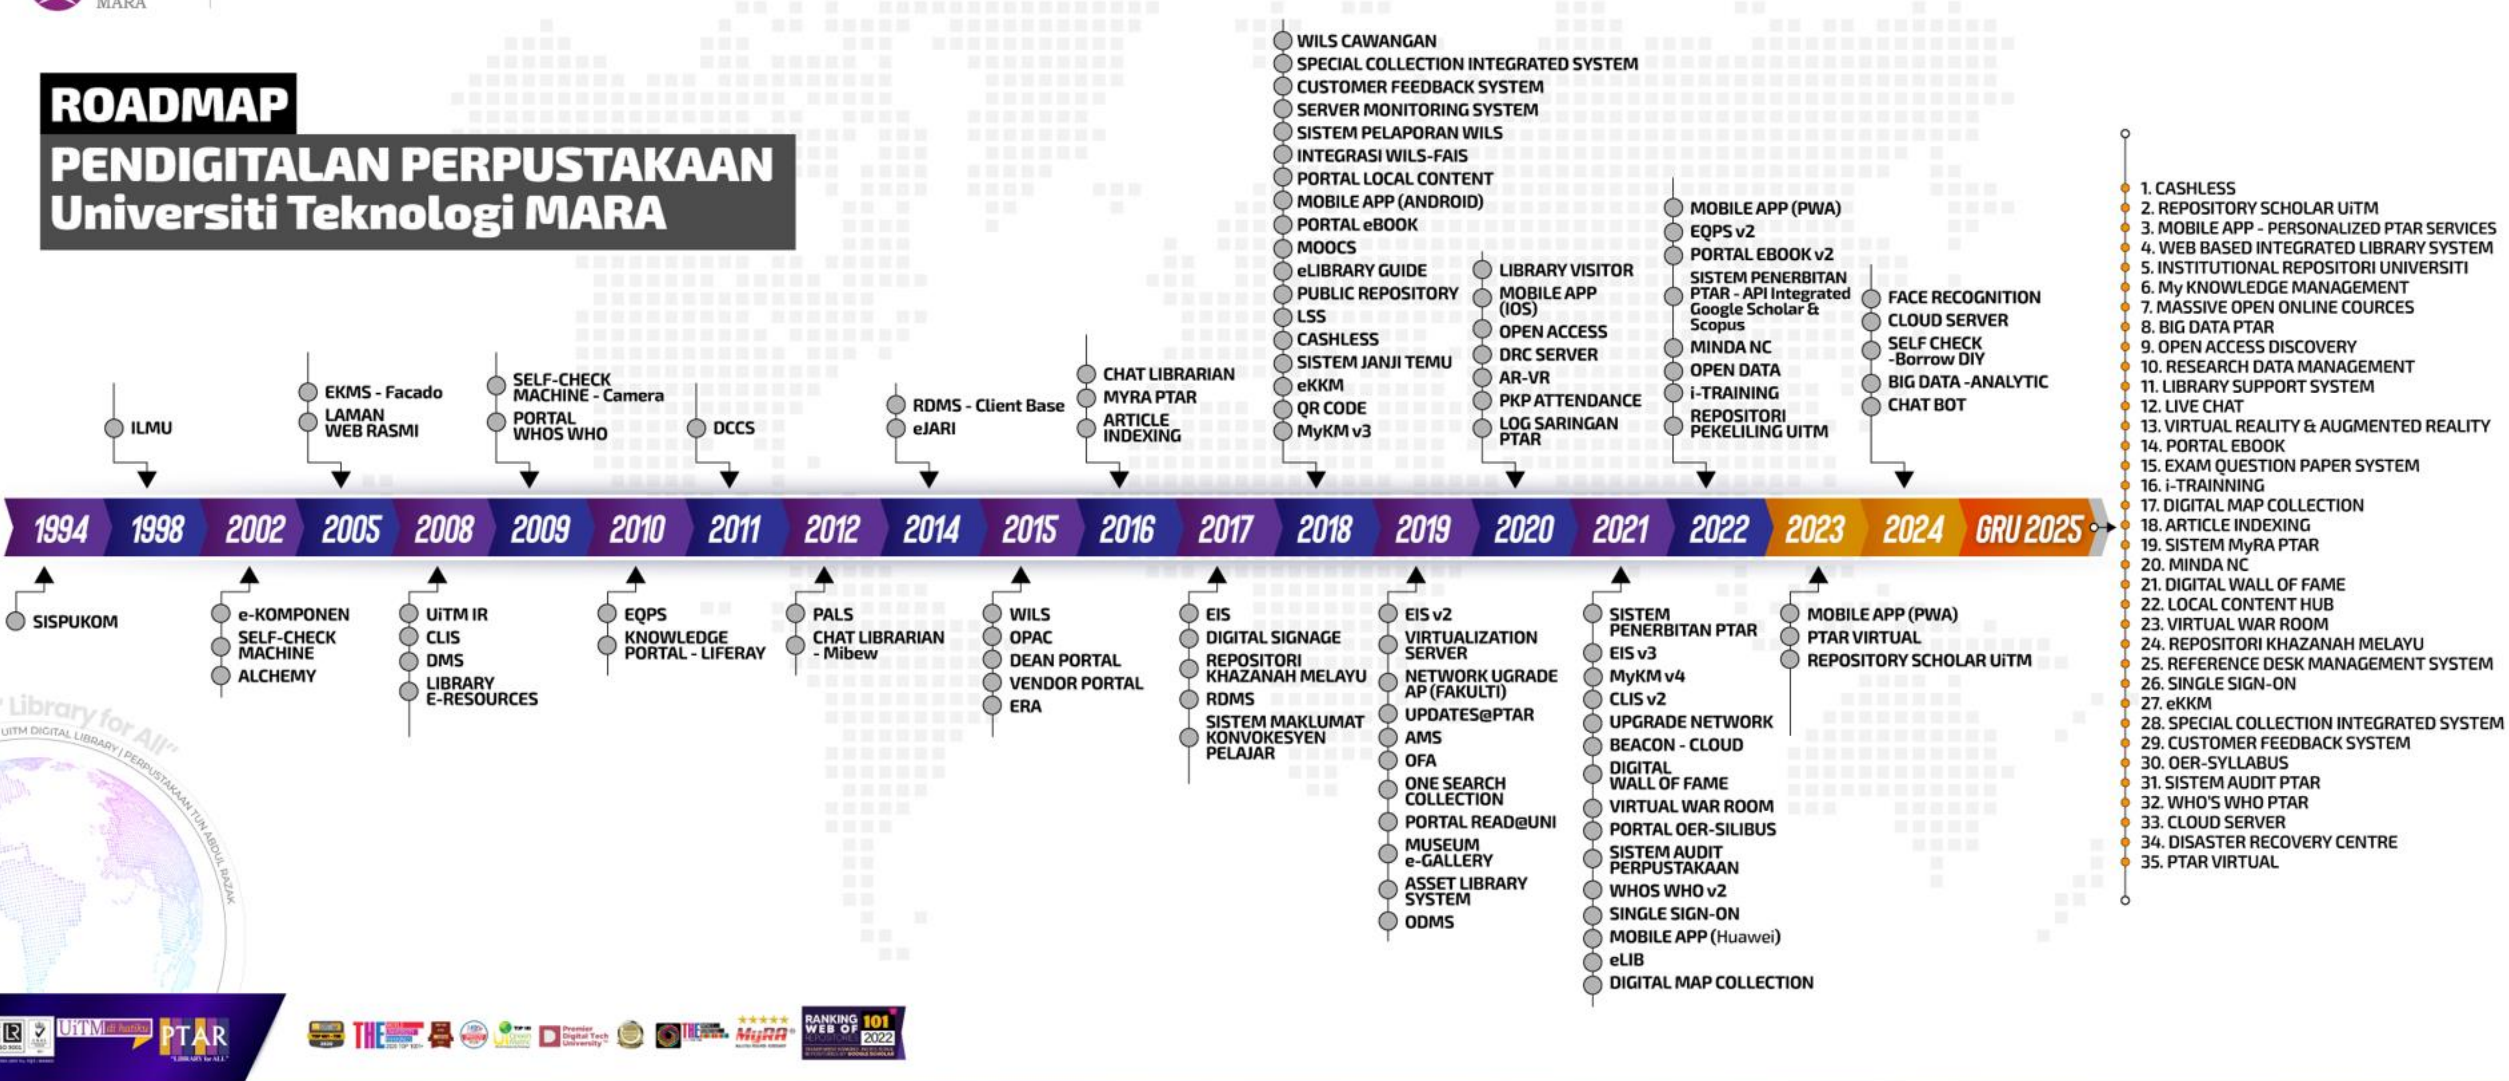 MARA
ROADMAP
PENDIGITALAN PERPUSTAKAAN
Universiti Teknologi MARA
ILMU
EKMS - Facado
LAMAN
WEB RASMI
SELF-CHECK
MACHINE - Camera
PORTAL
WHOS WHO
DCCS
RDMS - Client Base
eJARI
CHAT LIBRARIAN
MYRA PTAR
ARTICLE
INDEXING
WILS CAWANGAN
SPECIAL COLLECTION INTEGRATED SYSTEM
CUSTOMER FEEDBACK SYSTEM
SERVER MONITORING SYSTEM
SISTEM PELAPORAN WILS
INTEGRASI WILS-FAIS
PORTAL LOCAL CONTENT
MOBILE APP (ANDROID)
PORTAL eBOOK
MOOCS
eLIBRARY GUIDE
PUBLIC REPOSITORY
LSS
CASHLESS
SISTEM JANJI TEMU
eKKM
QR CODE
MyKM v3
LIBRARY VISITOR
MOBILE APP
(IOS)
OPEN ACCESS
DRC SERVER
AR-VR
PKP ATTENDANCE
LOG SARINGAN
PTAR
MOBILE APP (PWA)
EQPS v2
PORTAL EBOOK v2
SISTEM PENERBITAN
PTAR - API Integrated
Google Scholar &
Scopus
MINDA NC
OPEN DATA
i-TRAINING
REPOSITORI
PEKELILING UITM
FACE RECOGNITION
CLOUD SERVER
SELF CHECK
-Borrow DIY
BIG DATA -ANALYTIC
CHAT BOT
1994 1998 2002 2005 2008 2009 2010 2011 2012 2014 2015 2016 2017 2018 2019 2020 2021 2022 2023 2024 GRU 2025
SISPUKOM
e-KOMPONEN
SELF-CHECK
MACHINE
ALCHEMY
UiTM IR
CLIS
DMS
LIBRARY
E-RESOURCES
EQPS
KNOWLEDGE
PORTAL - LIFERAY
PALS
CHAT LIBRARIAN
- Mibew
WILS
OPAC
DEAN PORTAL
VENDOR PORTAL
ERA
EIS
DIGITAL SIGNAGE
REPOSITORI
KHAZANAH MELAYU
RDMS
SISTEM MAKLUMAT
KONVOKESYEN
PELAJAR
EIS v2
VIRTUALIZATION
SERVER
NETWORK UGRADE
AP (FAKULTI)
UPDATES@PTAR
AMS
OFA
ONE SEARCH
COLLECTION
PORTAL READ@UNI
MUSEUM
e-GALLERY
ASSET LIBRARY
SYSTEM
ODMS
SISTEM
PENERBITAN PTAR
EIS v3
MyKM v4
CLIS v2
UPGRADE NETWORK
BEACON - CLOUD
DIGITAL
WALL OF FAME
VIRTUAL WAR ROOM
PORTAL OER-SILIBUS
SISTEM AUDIT
PERPUSTAKAAN
WHOS WHO v2
SINGLE SIGN-ON
MOBILE APP (Huawei)
eLIB
DIGITAL MAP COLLECTION
MOBILE APP (PWA)
PTAR VIRTUAL
REPOSITORY SCHOLAR UiTM
1. CASHLESS
2. REPOSITORY SCHOLAR UiTM
3. MOBILE APP - PERSONALIZED PTAR SERVICES
4. WEB BASED INTEGRATED LIBRARY SYSTEM
5. INSTITUTIONAL REPOSITORI UNIVERSITI
6. My KNOWLEDGE MANAGEMENT
7. MASSIVE OPEN ONLINE COURCES
8. BIG DATA PTAR
9. OPEN ACCESS DISCOVERY
10. RESEARCH DATA MANAGEMENT
11. LIBRARY SUPPORT SYSTEM
12. LIVE CHAT
13. VIRTUAL REALITY & AUGMENTED REALITY
14. PORTAL EBOOK
15. EXAM QUESTION PAPER SYSTEM
16. i-TRAINNING
17. DIGITAL MAP COLLECTION
18. ARTICLE INDEXING
19. SISTEM MyRA PTAR
20. MINDA NC
21. DIGITAL WALL OF FAME
22. LOCAL CONTENT HUB
23. VIRTUAL WAR ROOM
24. REPOSITORI KHAZANAH MELAYU
25. REFERENCE DESK MANAGEMENT SYSTEM
26. SINGLE SIGN-ON
27. eKKM
28. SPECIAL COLLECTION INTEGRATED SYSTEM
29. CUSTOMER FEEDBACK SYSTEM
30. OER-SYLLABUS
31. SISTEM AUDIT PTAR
32. WHO'S WHO PTAR
33. CLOUD SERVER
34. DISASTER RECOVERY CENTRE
35. PTAR VIRTUAL
Library for All"
UITM DIGITAL LIBRARY | PERPUSTAKAAN TUN ABDUL RAZAK
UiTM di hatiku
PTAR
"LIBRARY for ALL"
THE
Premier
Digital Tech
University
THE
MyRA
RANKING
WEB OF
REPOSITORIES
101
2022